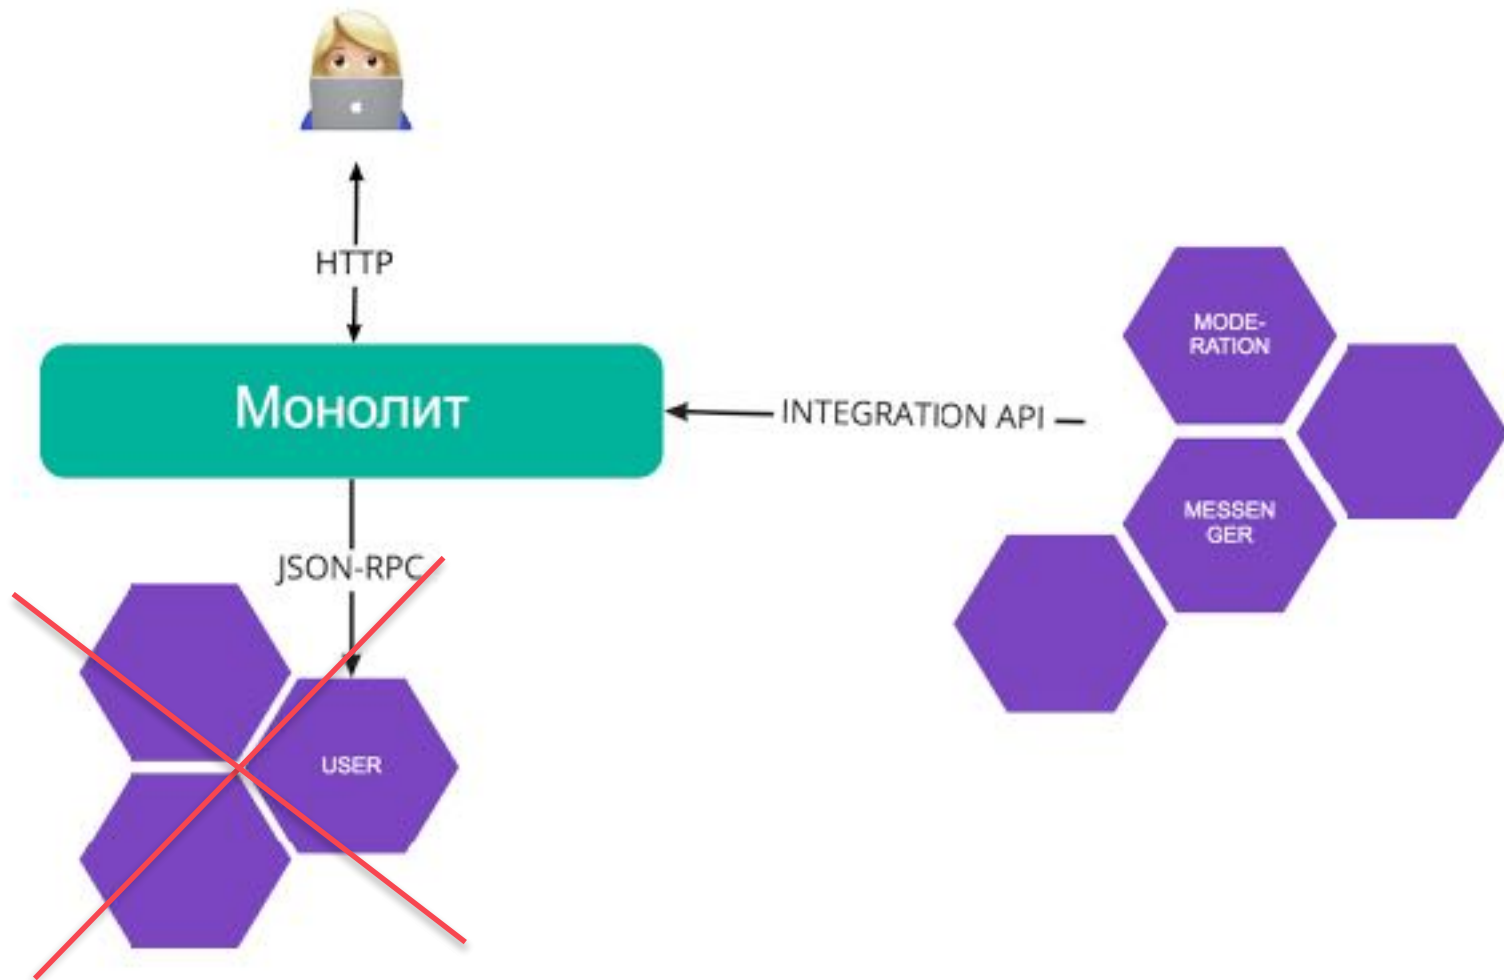 HTTP
Монолит
INTEGRATION API
MODE-
RATION
MESSEN
GER
JSON-RPC
USER